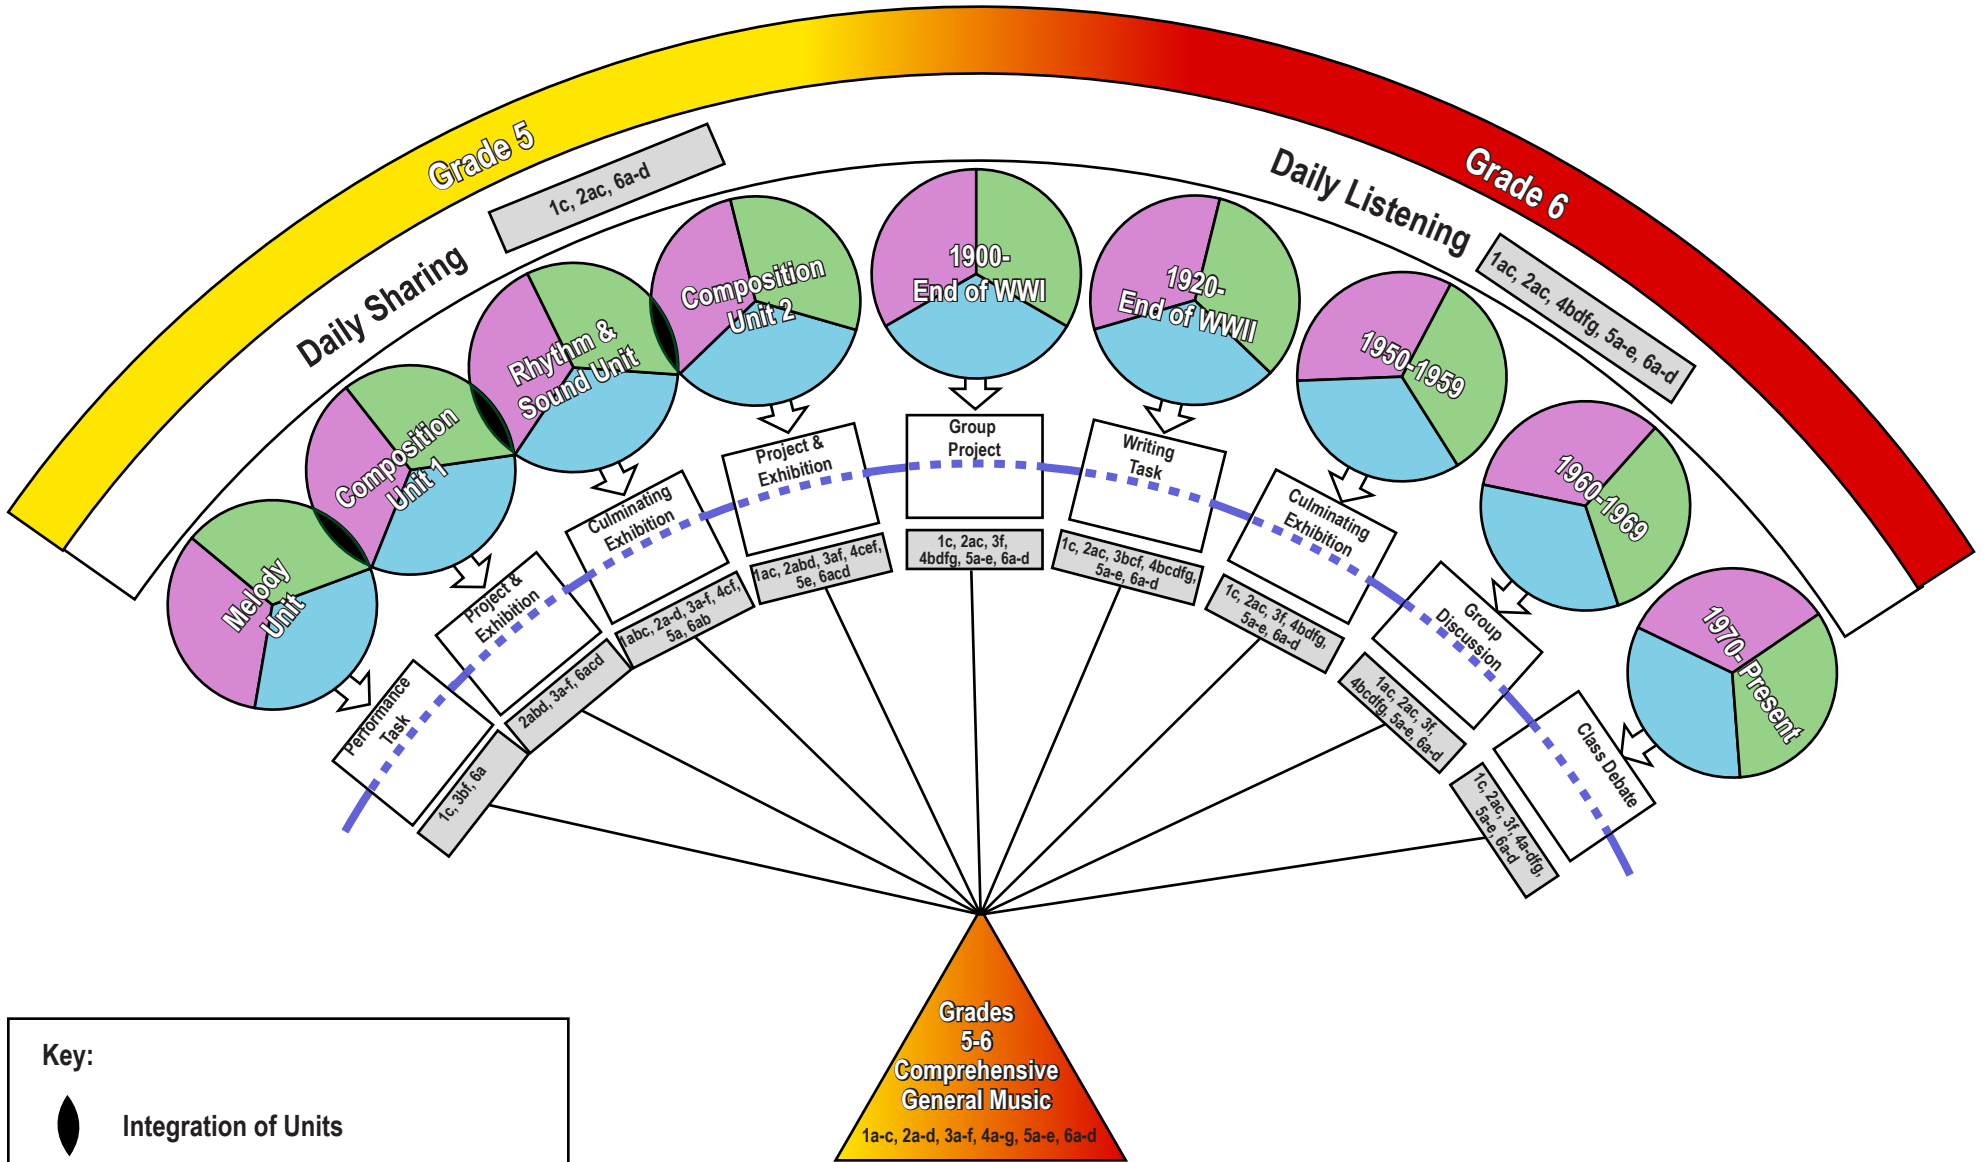 Grade 5
Grade 6
Daily Sharing
1c, 2ac, 6a-d
Daily Listening
1ac, 2ac, 4bdfg, 5a-e, 6a-d
Melody
Unit
Composition
Unit 1
Rhythm &
Sound Unit
Composition
Unit 2
1900-
End of WWI
1920-
End of WWII
1950-1959
1960-1969
1970- Present
Performance
Task
Project &
Exhibition
Culminating
Exhibition
Project &
Exhibition
Group
Project
Writing
Task
Culminating
Exhibition
Group
Discussion
Class Debate
1c, 3bf, 6a
2abd, 3a-f, 6acd
1abc, 2a-d, 3a-f, 4cf,
5a, 6ab
1ac, 2abd, 3af, 4cef,
5e, 6acd
1c, 2ac, 3f,
4bdfg, 5a-e, 6a-d
1c, 2ac, 3bcf, 4bcdfg,
5a-e, 6a-d
1c, 2ac, 3f, 4bdfg,
5a-e, 6a-d
1ac, 2ac, 3f,
4bcdfg, 5a-e, 6a-d
1c, 2ac, 3f, 4a-dfg,
5a-e, 6a-d
Grades
5-6
Comprehensive
General Music
1a-c, 2a-d, 3a-f, 4a-g, 5a-e, 6a-d
Key:
Integration of Units